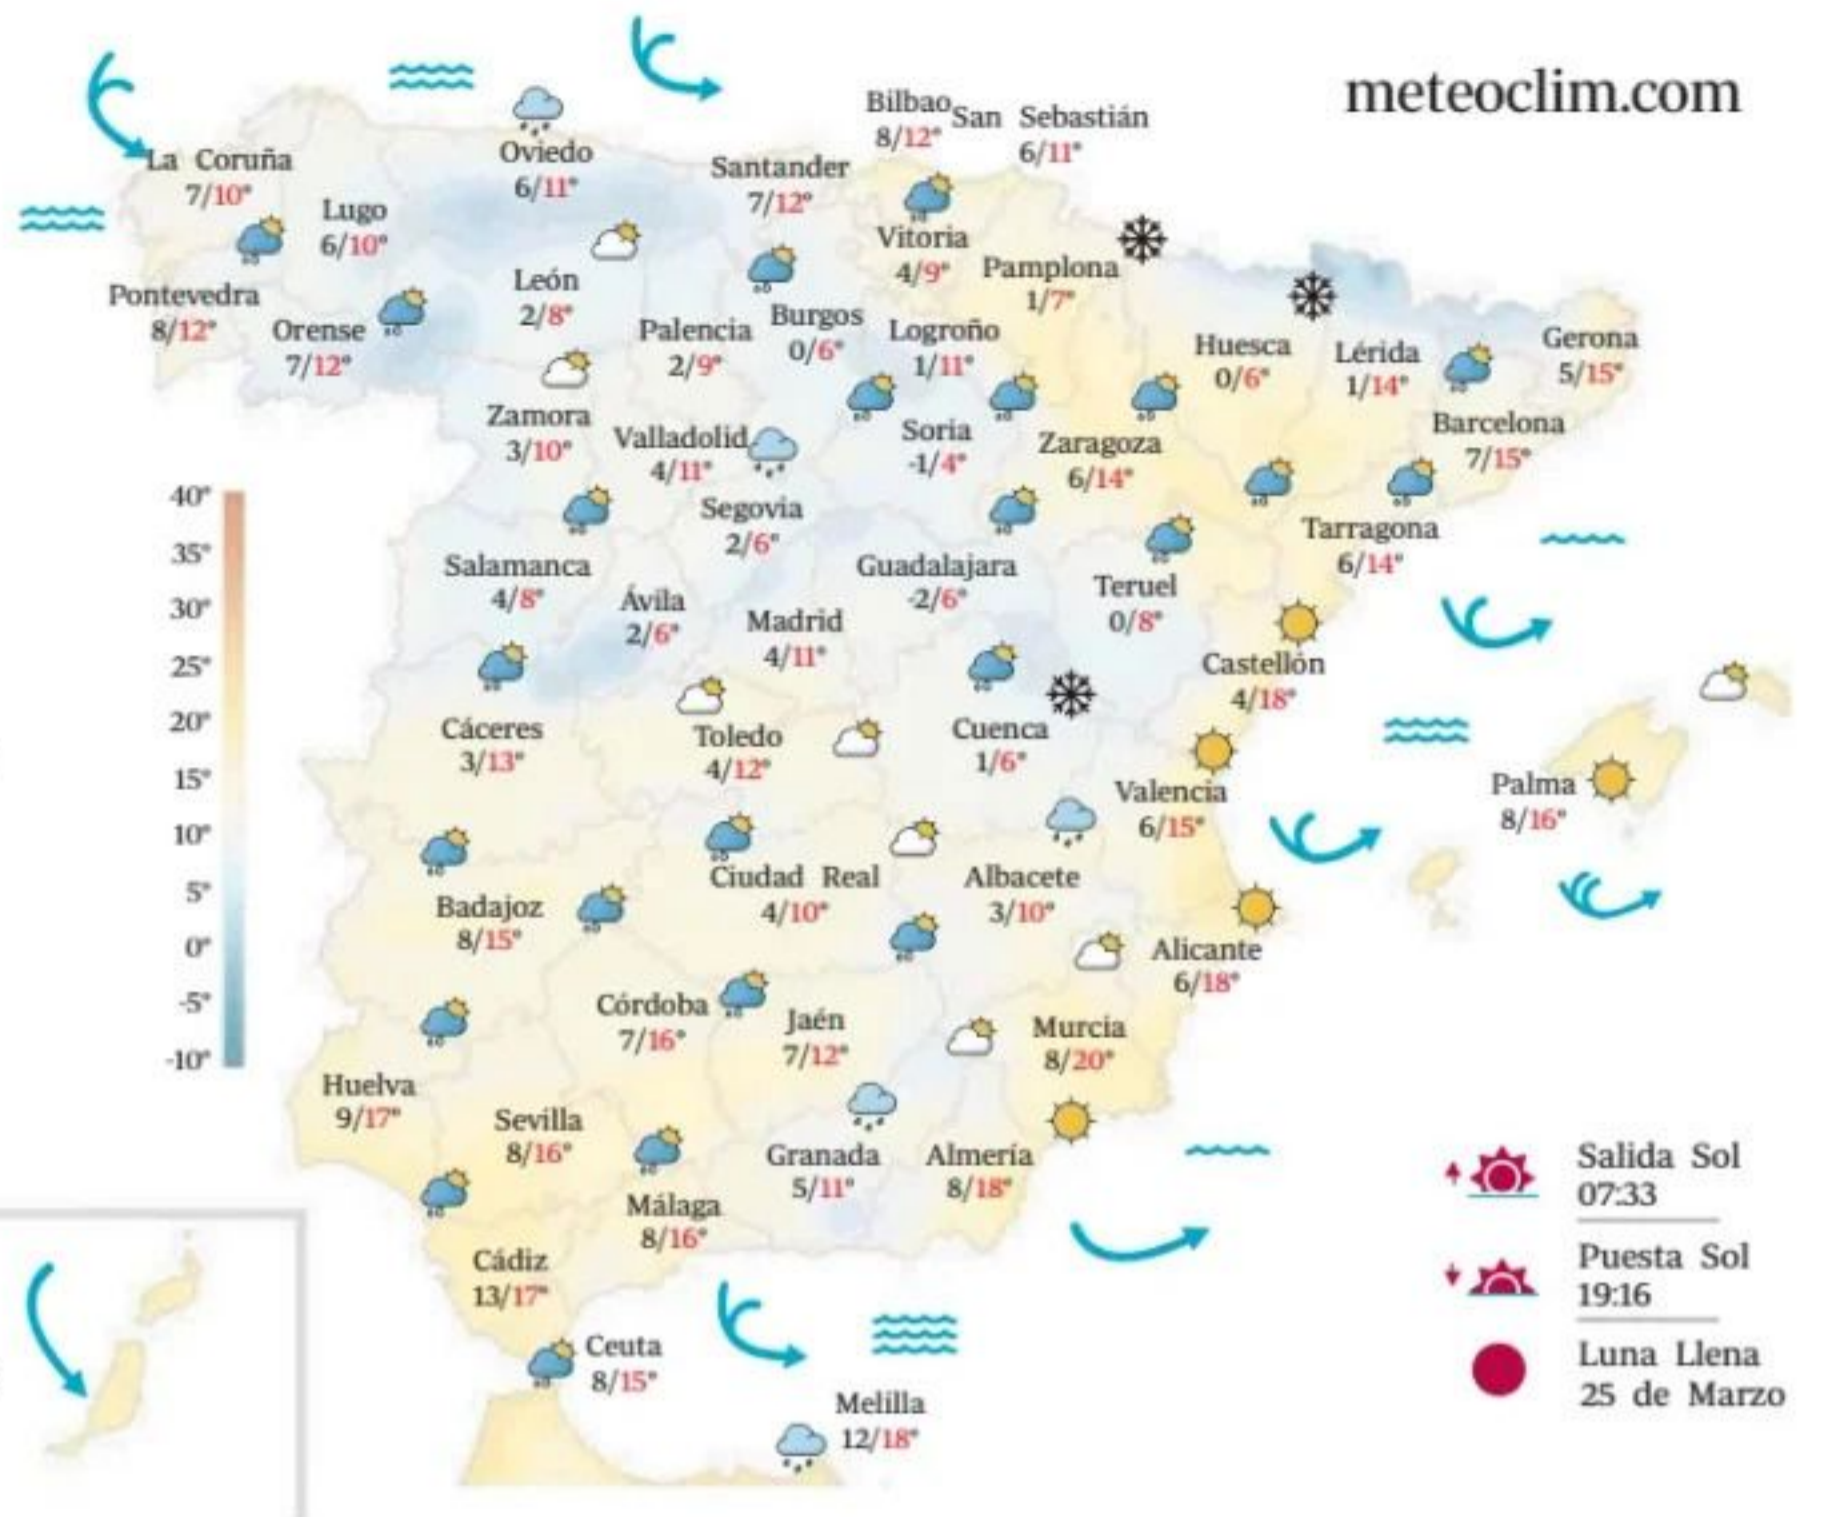 meteoclim.com
Bilbao
8/12°
San Sebastián
6/11°
La Coruña
7/10°
Oviedo
6/11°
Santander
7/12°
Lugo
6/10°
Vitoria
4/9°
Pamplona
1/7°
Pontevedra
8/12°
Orense
7/12°
León
2/8°
Palencia
2/9°
Burgos
0/6°
Logroño
1/11°
Huesca
0/6°
Lérida
1/14°
Gerona
5/15°
Zamora
3/10°
Valladolid
4/11°
Soria
-1/4°
Zaragoza
6/14°
Barcelona
7/15°
Segovia
2/6°
Tarragona
6/14°
Salamanca
4/8°
Ávila
2/6°
Madrid
4/11°
Guadalajara
-2/6°
Teruel
0/8°
Castellón
4/18°
Cáceres
3/13°
Toledo
4/12°
Cuenca
1/6°
Valencia
6/15°
Palma
8/16°
Badajoz
8/15°
Ciudad Real
4/10°
Albacete
3/10°
Alicante
6/18°
Córdoba
7/16°
Jaén
7/12°
Murcia
8/20°
Huelva
9/17°
Sevilla
8/16°
Granada
5/11°
Almería
8/18°
Málaga
8/16°
Cádiz
13/17°
Ceuta
8/15°
Melilla
12/18°
40°
35°
30°
25°
20°
15°
10°
5°
0°
-5°
-10°
Salida Sol
07:33
Puesta Sol
19:16
Luna Llena
25 de Marzo